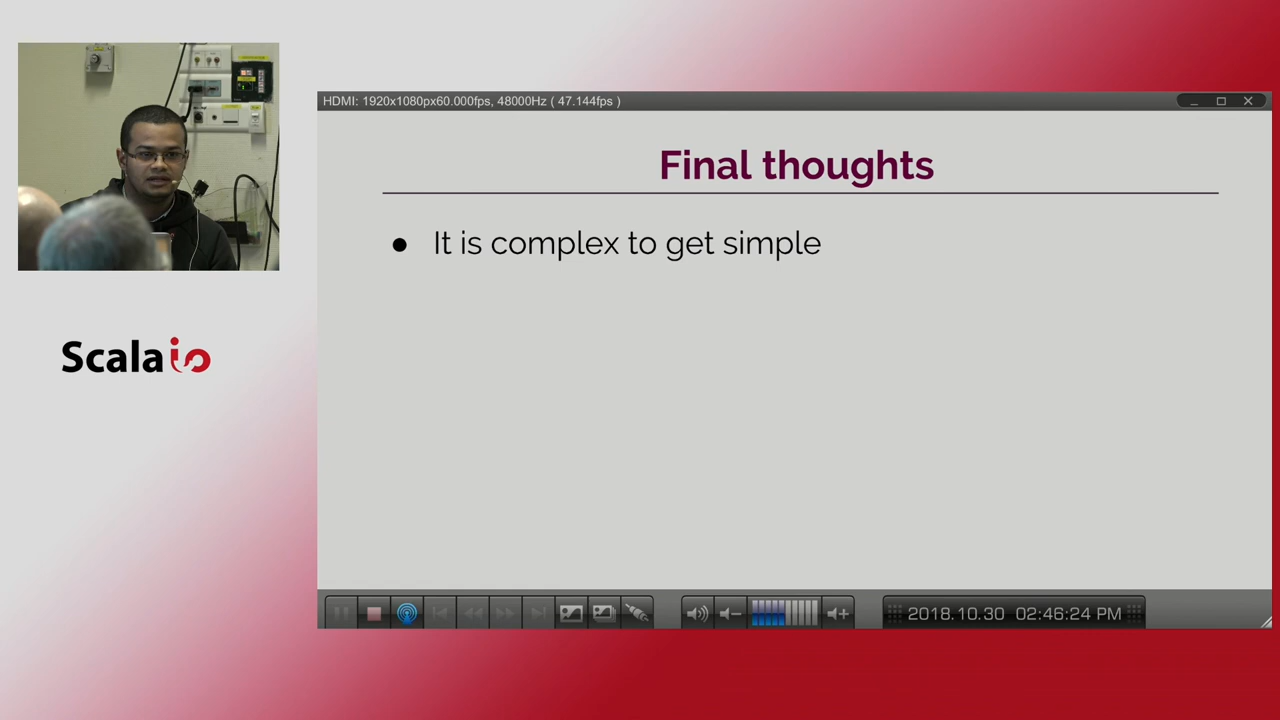 HDMI: 1920x1080px60.000fps, 48000Hz ( 47.144fps )
Final thoughts
● It is complex to get simple
Scala io
2018.10.30 02:46:24 PM